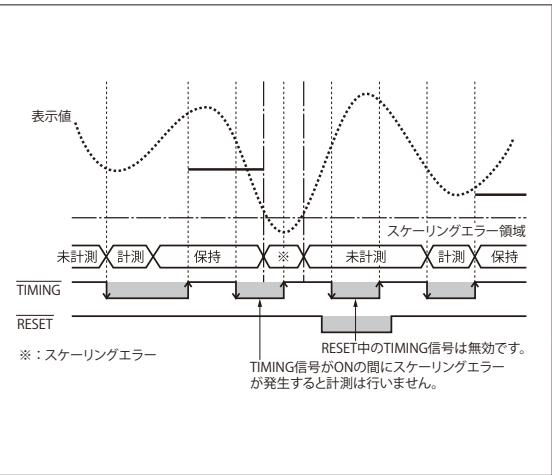 表示値
スケーリングエラー領域
未計測 計測 保持 ※ 未計測 計測 保持
TIMING
RESET
RESET中のTIMING信号は無効です。
※：スケーリングエラー
TIMING信号がONの間にスケーリングエラー
が発生すると計測は行いません。